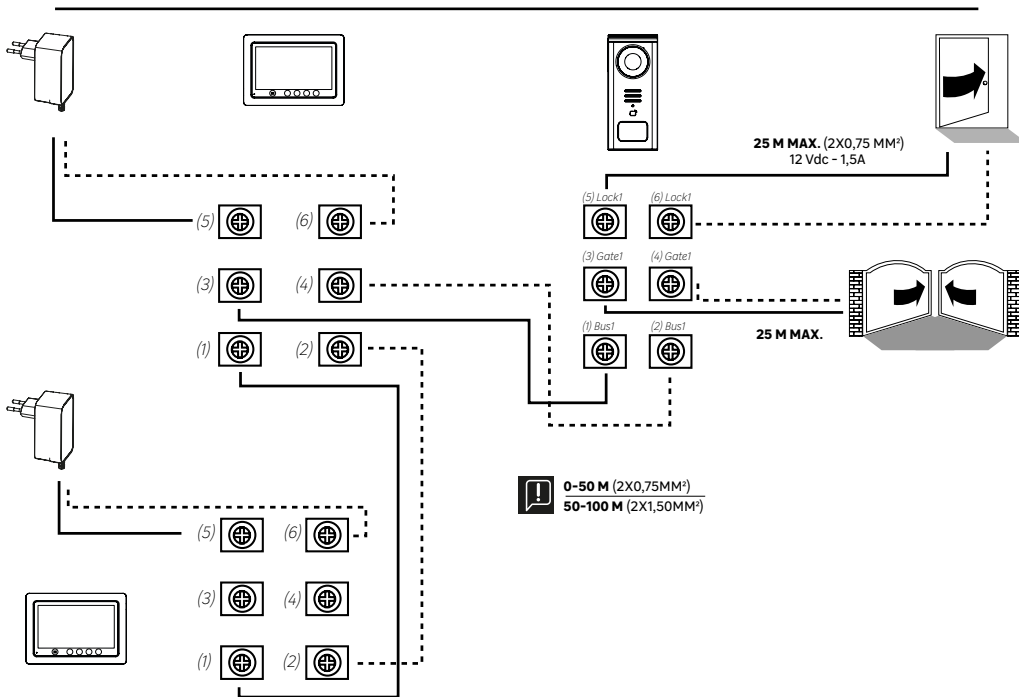 25 M MAX. (2X0,75 MM²)
12 Vdc - 1,5A
(5) Lock1
(6) Lock1
(5)
(6)
(3) Gate1
(4) Gate1
(3)
(4)
25 M MAX.
(1) Bus1
(2) Bus1
(1)
(2)
0-50 M (2X0,75MM²)
50-100 M (2X1,50MM²)
(5)
(6)
(3)
(4)
(1)
(2)